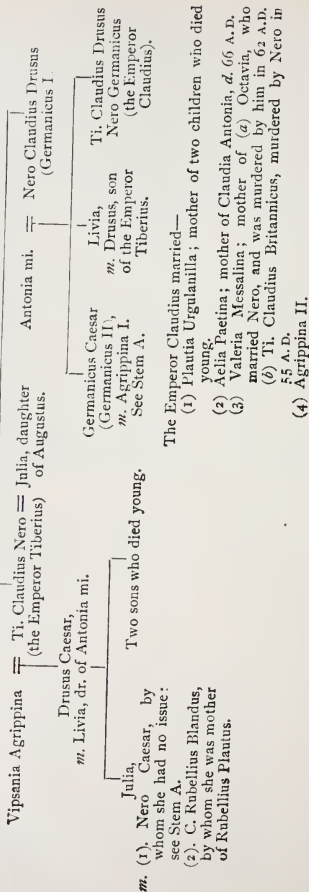 Vipsania Agrippina = Ti. Claudius Nero = Julia, daughter
(the Emperor Tiberius) of Augustus.
Antonia mi. = Nero Claudius Drusus
(Germanicus I
Drusus Caesar,
m. Livia, dr. of Antonia mi.
Germanicus Caesar
(Germanicus II),
m. Agrippina I.
See Stem A.
Livia,
m. Drusus, son
of the Emperor
Tiberius.
Ti. Claudius Drusus
Nero Germanicus
(the Emperor
Claudius).
Julia,
m. (1). Nero Caesar, by
whom she had no issue:
see Stem A.
(2). C. Rubellius Blandus,
by whom she was mother
of Rubellius Plautus.
Two sons who died young.
The Emperor Claudius married—
(1) Plautia Urgulanilla; mother of two children who died
young.
(2) Aelia Paetina; mother of Claudia Antonia, d. 66 A.D.
(3) Valeria Messalina; mother of (a) Octavia, who
married Nero, and was murdered by him in 62 A.D.
(b) Ti. Claudius Britannicus, murdered by Nero in
55 A.D.
(4) Agrippina II.